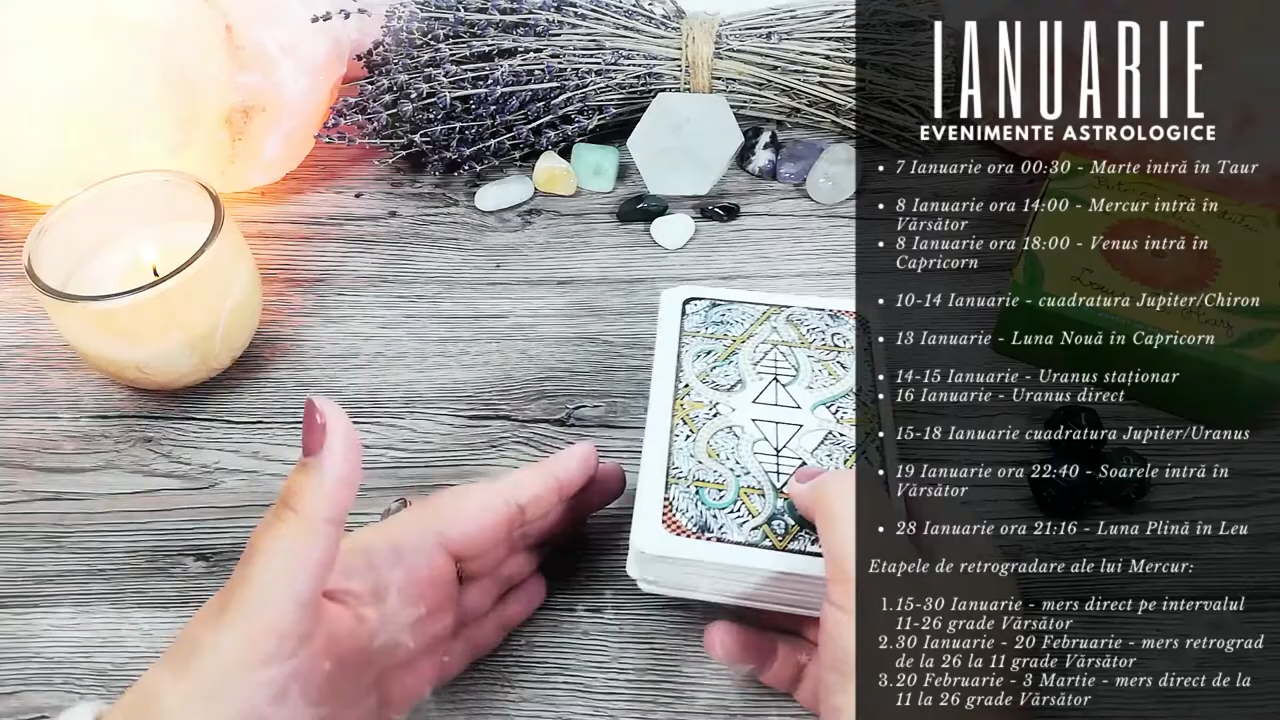 IANUARIE
EVENIMENTE ASTROLOGICE
• 7 Ianuarie ora 00:30 - Marte intră în Taur
• 8 Ianuarie ora 14:00 - Mercur intră în
Vărsător
• 8 Ianuarie ora 18:00 - Venus intră în
Capricorn
• 10-14 Ianuarie - cuadratura Jupiter/Chiron
• 13 Ianuarie - Luna Nouă în Capricorn
• 14-15 Ianuarie - Uranus staționar
• 16 Ianuarie - Uranus direct
• 15-18 Ianuarie cuadratura Jupiter/Uranus
• 19 Ianuarie ora 22:40 - Soarele intră în
Vărsător
• 28 Ianuarie ora 21:16 - Luna Plină în Leu
Etapele de retrogradare ale lui Mercur:
1.15-30 Ianuarie - mers direct pe intervalul
11-26 grade Vărsător
2.30 Ianuarie - 20 Februarie - mers retrograd
de la 26 la 11 grade Vărsător
3.20 Februarie - 3 Martie - mers direct de la
11 la 26 grade Vărsător
Louise Hay